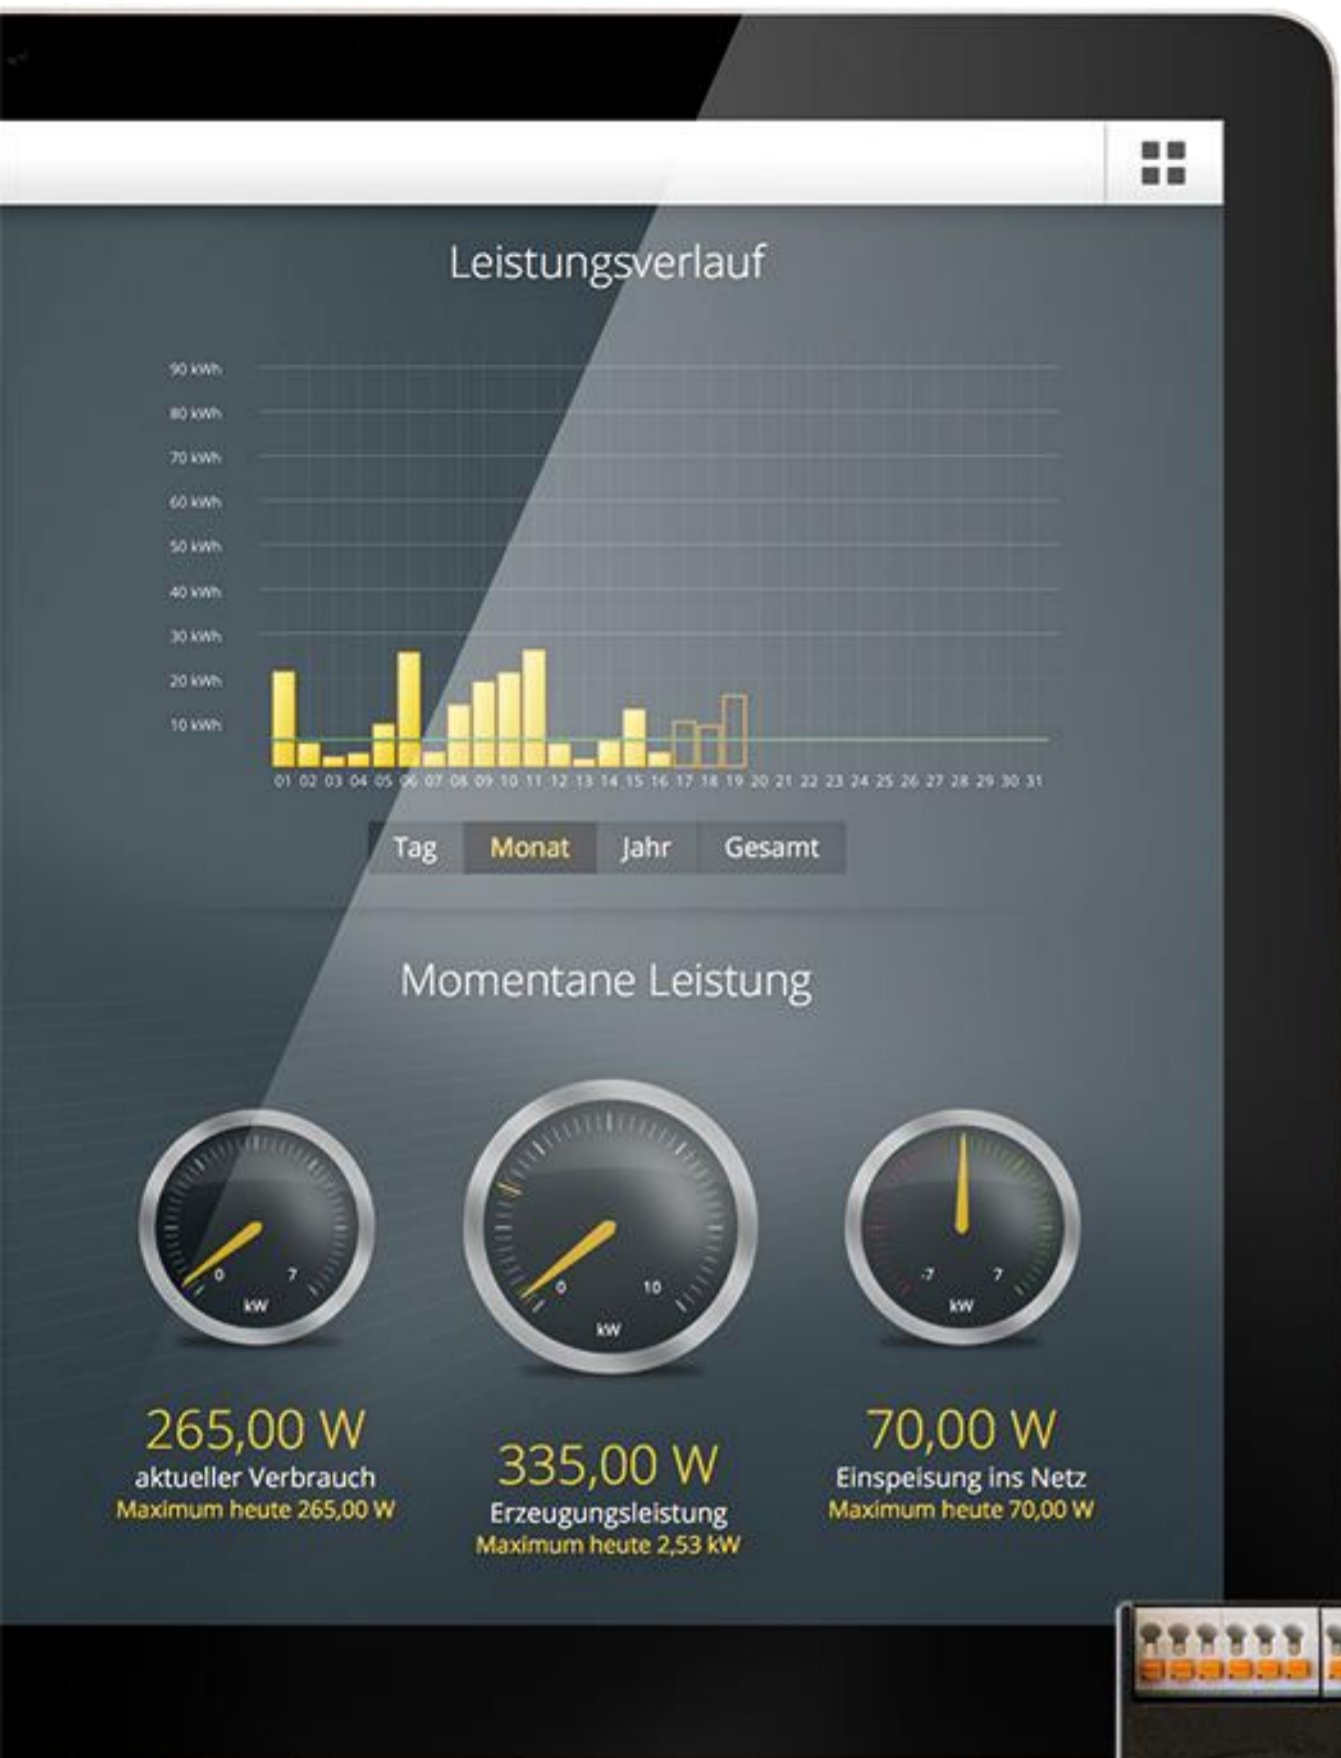 Leistungsverlauf
90 kWh
80 kWh
70 kWh
60 kWh
50 kWh
40 kWh
30 kWh
20 kWh
10 kWh
01 02 03 04 05 06 07 08 09 10 11 12 13 14 15 16 17 18 19 20 21 22 23 24 25 26 27 28 29 30 31
Tag Monat Jahr Gesamt
Momentane Leistung
0 7
kW
265,00 W
aktueller Verbrauch
Maximum heute 265,00 W
0 10
kW
335,00 W
Erzeugungsleistung
Maximum heute 2,53 kW
-7 7
kW
70,00 W
Einspeisung ins Netz
Maximum heute 70,00 W